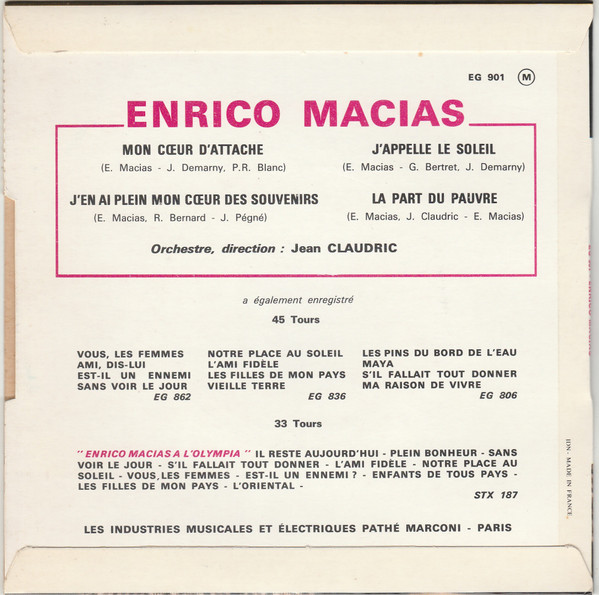 EG 901 M
ENRICO MACIAS
MON CŒUR D'ATTACHE
(E. Macias - J. Demarny, P.R. Blanc)
J'APPELLE LE SOLEIL
(E. Macias - G. Bertret, J. Demarny)
J'EN AI PLEIN MON CŒUR DES SOUVENIRS
(E. Macias, R. Bernard - J. Pégné)
LA PART DU PAUVRE
(E. Macias, J. Claudric - E. Macias)
Orchestre, direction : Jean CLAUDRIC
a également enregistré
45 Tours
VOUS, LES FEMMES
AMI, DIS-LUI
EST-IL UN ENNEMI
SANS VOIR LE JOUR
EG 862
NOTRE PLACE AU SOLEIL
L'AMI FIDÈLE
LES FILLES DE MON PAYS
VIEILLE TERRE
EG 836
LES PINS DU BORD DE L'EAU
MAYA
S'IL FALLAIT TOUT DONNER
MA RAISON DE VIVRE
EG 806
33 Tours
"ENRICO MACIAS A L'OLYMPIA" IL RESTE AUJOURD'HUI - PLEIN BONHEUR - SANS
VOIR LE JOUR - S'IL FALLAIT TOUT DONNER - L'AMI FIDÈLE - NOTRE PLACE AU
SOLEIL - VOUS, LES FEMMES - EST-IL UN ENNEMI ? - ENFANTS DE TOUS PAYS -
LES FILLES DE MON PAYS - L'ORIENTAL -
STX 187
LES INDUSTRIES MUSICALES ET ÉLECTRIQUES PATHÉ MARCONI - PARIS
MADE IN FRANCE.